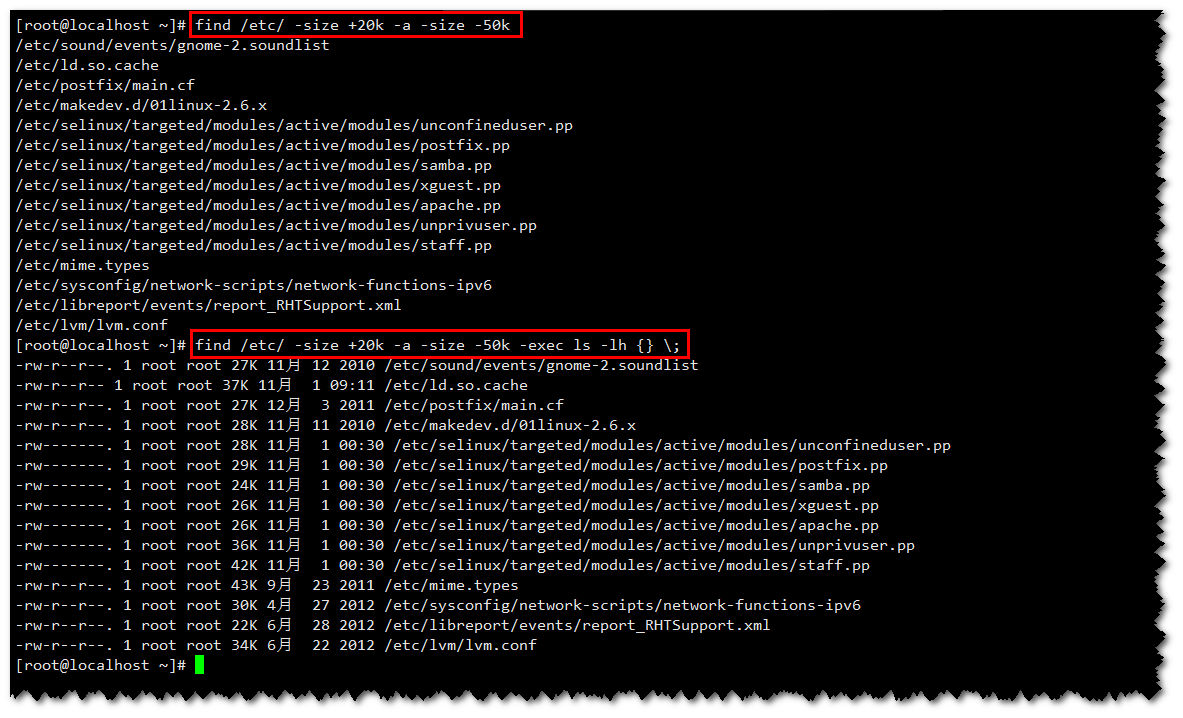 [root@localhost ~]# find /etc/ -size +20k -a -size -50k
/etc/sound/events/gnome-2.soundlist
/etc/ld.so.cache
/etc/postfix/main.cf
/etc/makedev.d/01linux-2.6.x
/etc/selinux/targeted/modules/active/modules/unconfineduser.pp
/etc/selinux/targeted/modules/active/modules/postfix.pp
/etc/selinux/targeted/modules/active/modules/samba.pp
/etc/selinux/targeted/modules/active/modules/xguest.pp
/etc/selinux/targeted/modules/active/modules/apache.pp
/etc/selinux/targeted/modules/active/modules/unprivuser.pp
/etc/selinux/targeted/modules/active/modules/staff.pp
/etc/mime.types
/etc/sysconfig/network-scripts/network-functions-ipv6
/etc/libreport/events/report_RHTSupport.xml
/etc/lvm/lvm.conf
[root@localhost ~]# find /etc/ -size +20k -a -size -50k -exec ls -lh {} \;
-rw-r--r--. 1 root root 27K 11月 12 2010 /etc/sound/events/gnome-2.soundlist
-rw-r--r-- 1 root root 37K 11月  1 09:11 /etc/ld.so.cache
-rw-r--r--. 1 root root 27K 12月  3 2011 /etc/postfix/main.cf
-rw-r--r--. 1 root root 28K 11月 11 2010 /etc/makedev.d/01linux-2.6.x
-rw-------. 1 root root 28K 11月  1 00:30 /etc/selinux/targeted/modules/active/modules/unconfineduser.pp
-rw-------. 1 root root 29K 11月  1 00:30 /etc/selinux/targeted/modules/active/modules/postfix.pp
-rw-------. 1 root root 24K 11月  1 00:30 /etc/selinux/targeted/modules/active/modules/samba.pp
-rw-------. 1 root root 26K 11月  1 00:30 /etc/selinux/targeted/modules/active/modules/xguest.pp
-rw-------. 1 root root 26K 11月  1 00:30 /etc/selinux/targeted/modules/active/modules/apache.pp
-rw-------. 1 root root 36K 11月  1 00:30 /etc/selinux/targeted/modules/active/modules/unprivuser.pp
-rw-------. 1 root root 42K 11月  1 00:30 /etc/selinux/targeted/modules/active/modules/staff.pp
-rw-r--r--. 1 root root 43K 9月  23 2011 /etc/mime.types
-rw-r--r--. 1 root root 30K 4月  27 2012 /etc/sysconfig/network-scripts/network-functions-ipv6
-rw-r--r--. 1 root root 22K 6月  28 2012 /etc/libreport/events/report_RHTSupport.xml
-rw-r--r--. 1 root root 34K 6月  22 2012 /etc/lvm/lvm.conf
[root@localhost ~]#